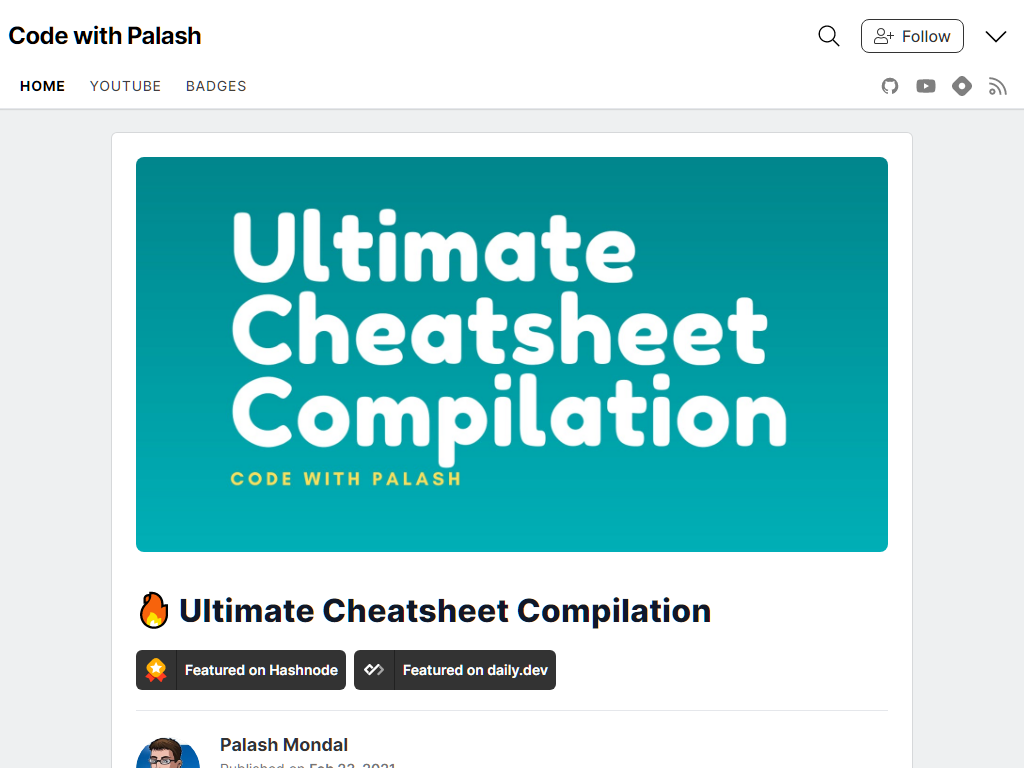 Code with Palash
Follow
HOME YOUTUBE BADGES
Ultimate
Cheatsheet
Compilation
CODE WITH PALASH
Ultimate Cheatsheet Compilation
Featured on Hashnode Featured on daily.dev
Palash Mondal
Published on Feb 23, 2021